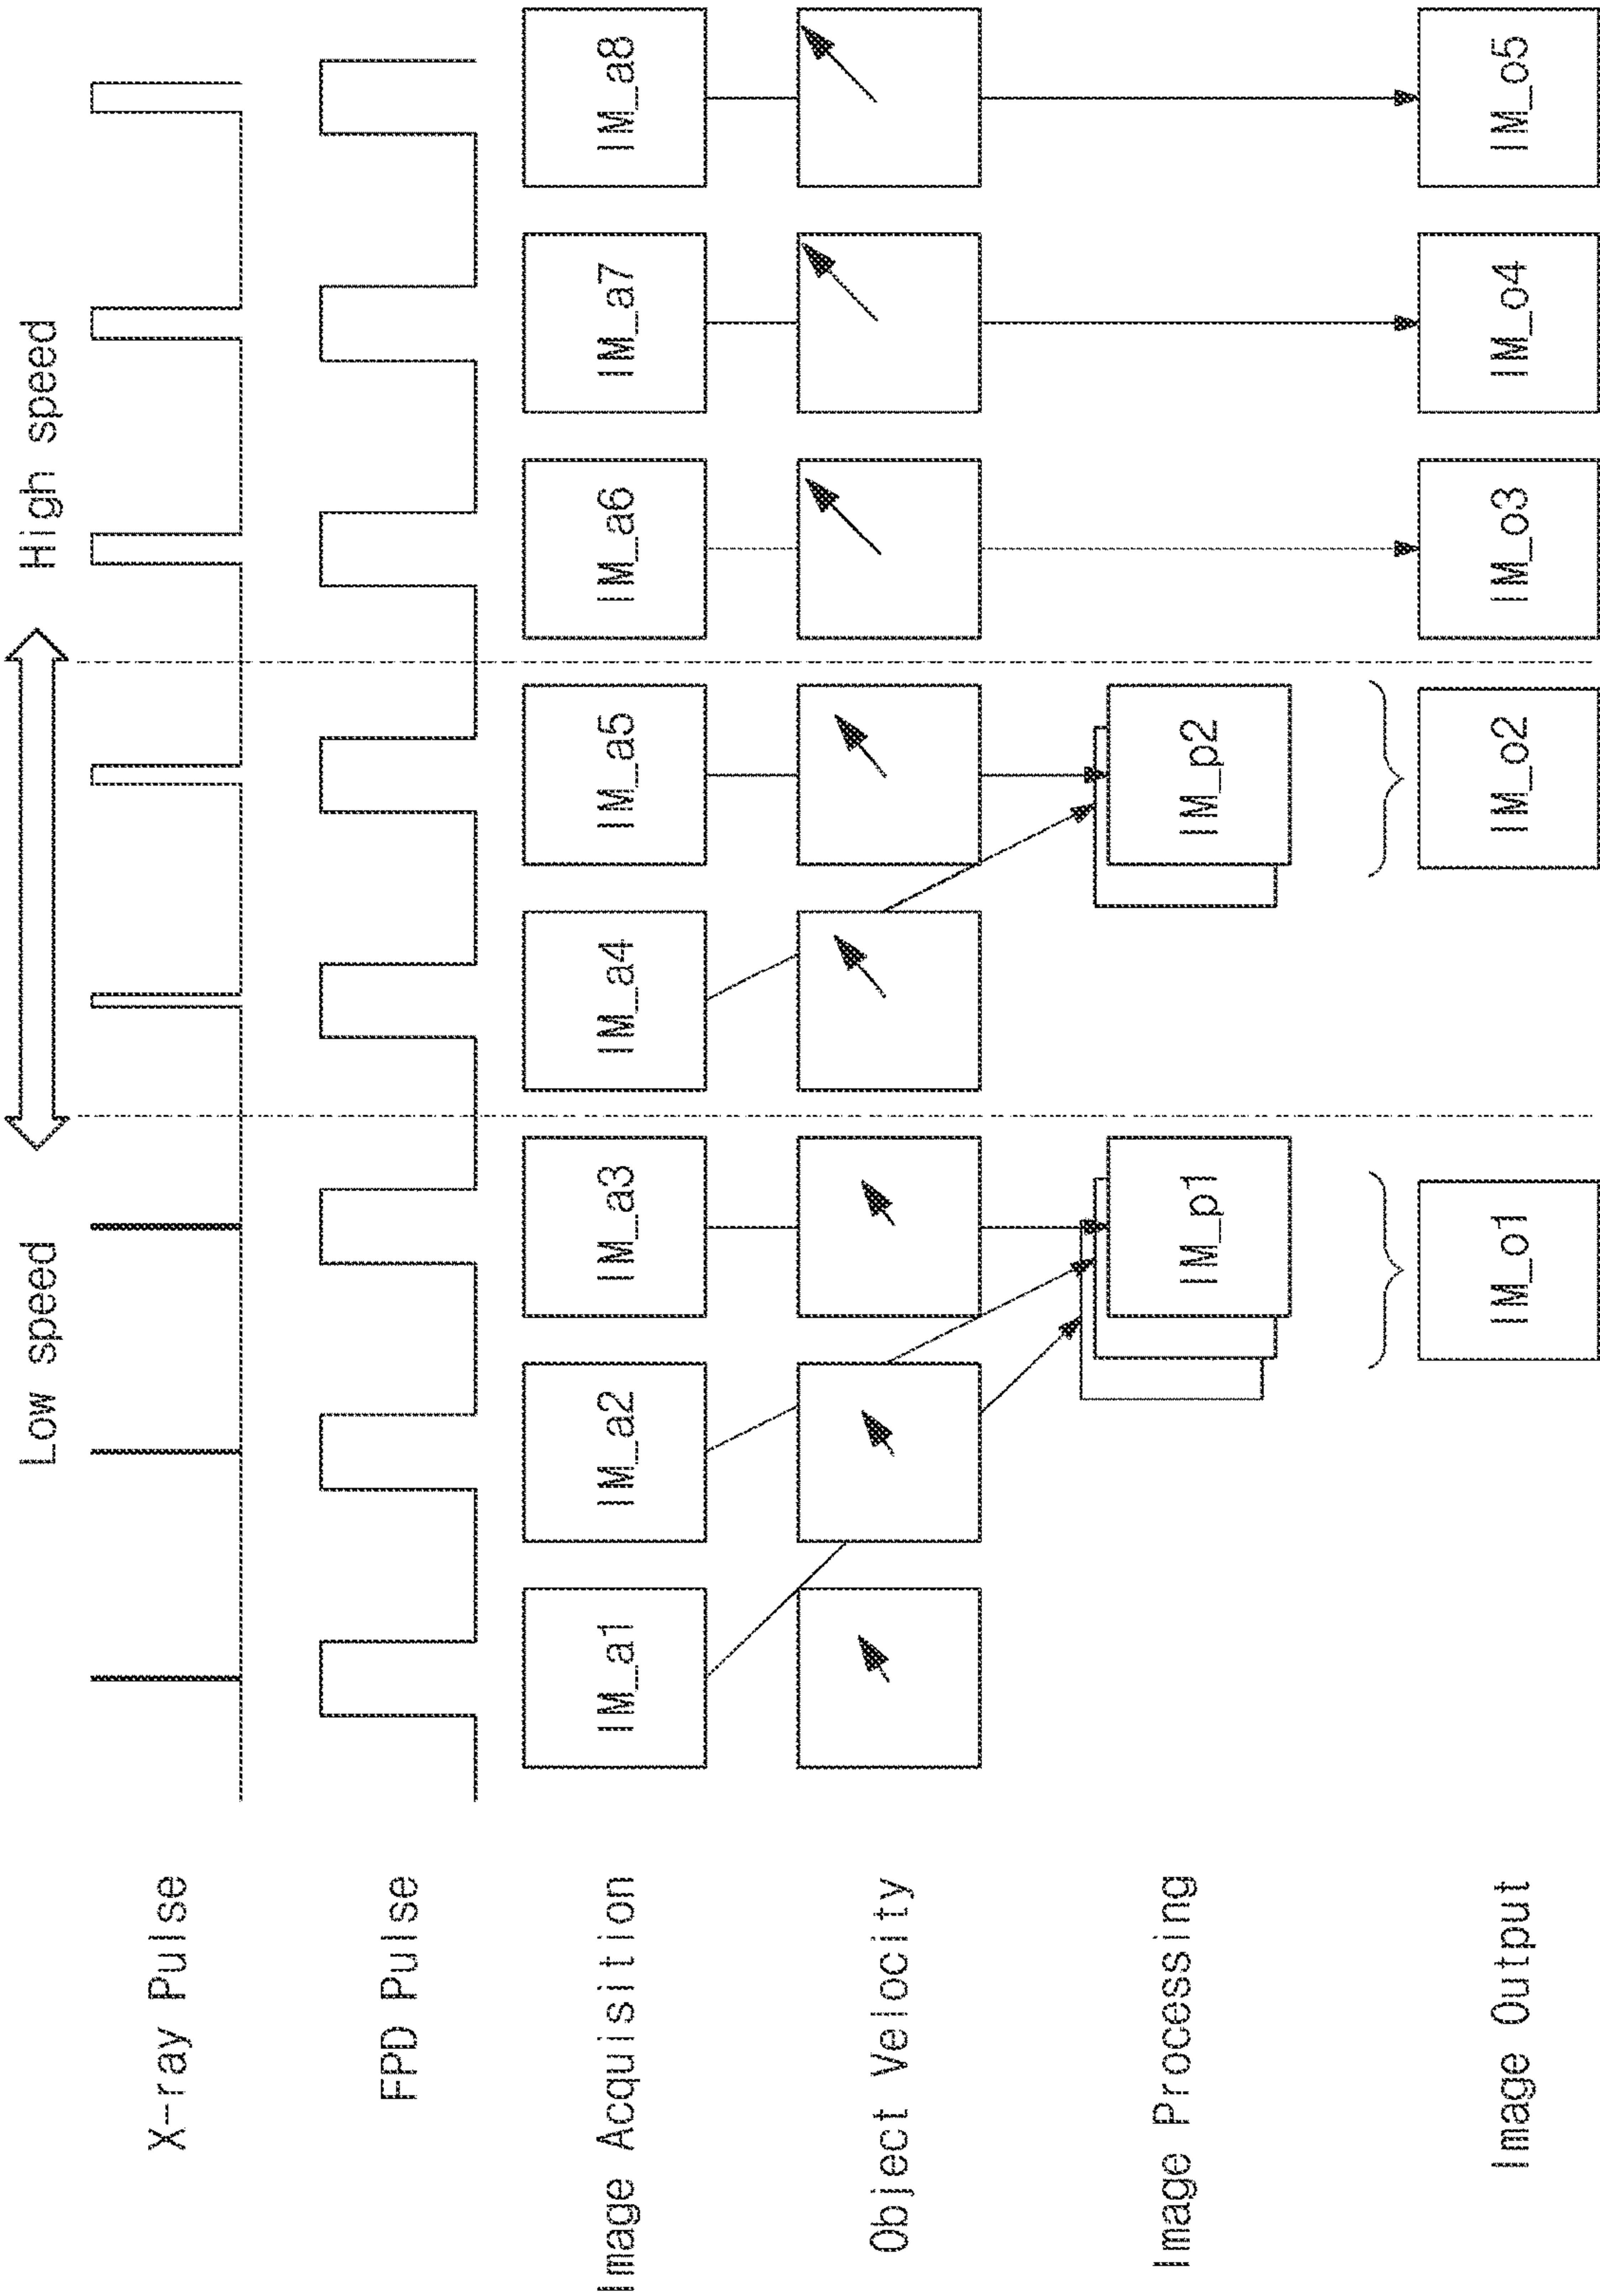 Low speed
High speed
X-ray Pulse
FPD Pulse
Image Acquisition
IM_a1
IM_a2
IM_a3
IM_a4
IM_a5
IM_a6
IM_a7
IM_a8
Object Velocity
Image Processing
IM_p1
IM_p2
Image Output
IM_o1
IM_o2
IM_o3
IM_o4
IM_o5